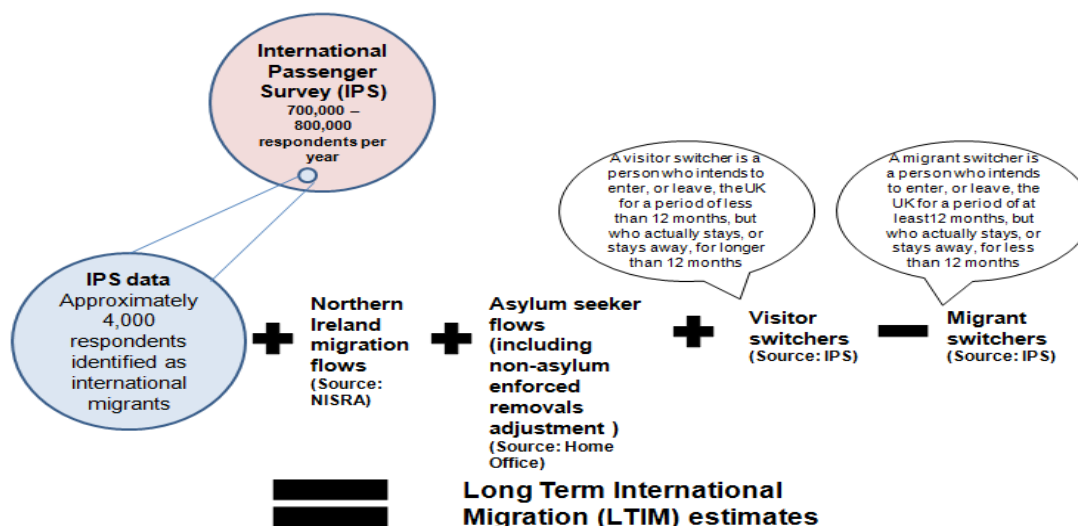 International
Passenger
Survey (IPS)
700,000 –
800,000
respondents per
year
A visitor switcher is a
person who intends to
enter, or leave, the UK
for a period of less
than 12 months, but
who actually stays, or
stays away, for longer
than 12 months
A migrant switcher is
a person who intends
to enter, or leave, the
UK for a period of at
least12 months, but
who actually stays, or
stays away, for less
than 12 months
IPS data
Approximately
4,000
respondents
identified as
international
migrants
+
Northern
Ireland
migration
flows
(Source:
NISRA)
+
Asylum seeker
flows
(including
non-asylum
enforced
removals
adjustment )
(Source: Home
Office)
+
Visitor
switchers
(Source: IPS)
−
Migrant
switchers
(Source: IPS)
=
Long Term International
Migration (LTIM) estimates